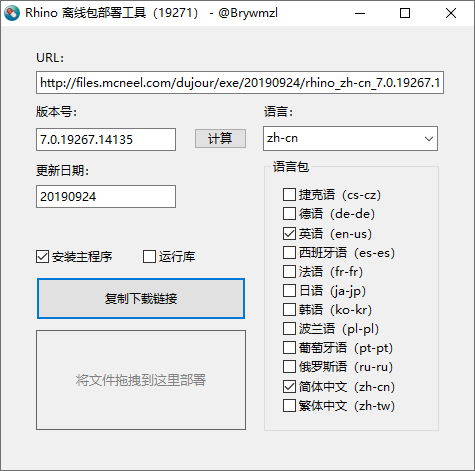 Rhino 离线包部署工具（19271） - @Brywmzl
URL:
http://files.mcneel.com/dujour/exe/20190924/rhino_zh-cn_7.0.19267.1
版本号:
7.0.19267.14135
计算
语言:
zh-cn
更新日期:
20190924
语言包
捷克语（cs-cz）
德语（de-de）
英语（en-us）
西班牙语（es-es）
法语（fr-fr）
日语（ja-jp）
韩语（ko-kr）
波兰语（pl-pl）
葡萄牙语（pt-pt）
俄罗斯语（ru-ru）
简体中文（zh-cn）
繁体中文（zh-tw）
安装主程序
运行库
复制下载链接
将文件拖拽到这里部署